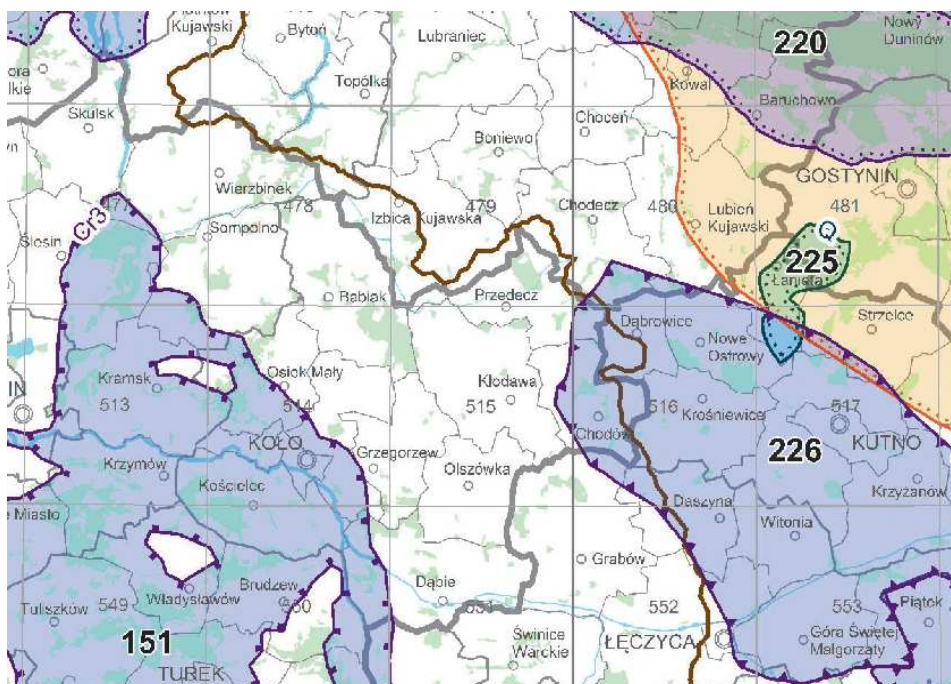 Kujawski
Bytoń
Lubraniec
220
Nowy
Duninów
Topólka
Kowal
Baruchowo
Skulsk
Choceń
Boniewo
GOSTYNIN
Wierzbinek
478
Izbica Kujawska
479
Chodecz
480
Lubień
Kujawski
481
Cr3
Sompolno
Ślesin
Q
225
Łanięta
Babiak
Przedecz
Strzelce
Dąbrowice
Nowe
Ostrowy
Kramsk
Osiek Mały
Kłodawa
513
514
515
516
Krośniewice
517
KOŁO
Chodów
KUTNO
226
Krzymów
Grzegorzew
Olszówka
Kościelec
Krzyżanów
Miasto
Daszyna
Witonia
Grabów
Brudzew
Dąbie
Władysławów
Tuliszków
549
552
553
Piątek
151
TUREK
Świnice
Warckie
ŁĘCZYCA
Góra Świętej
Małgorzaty